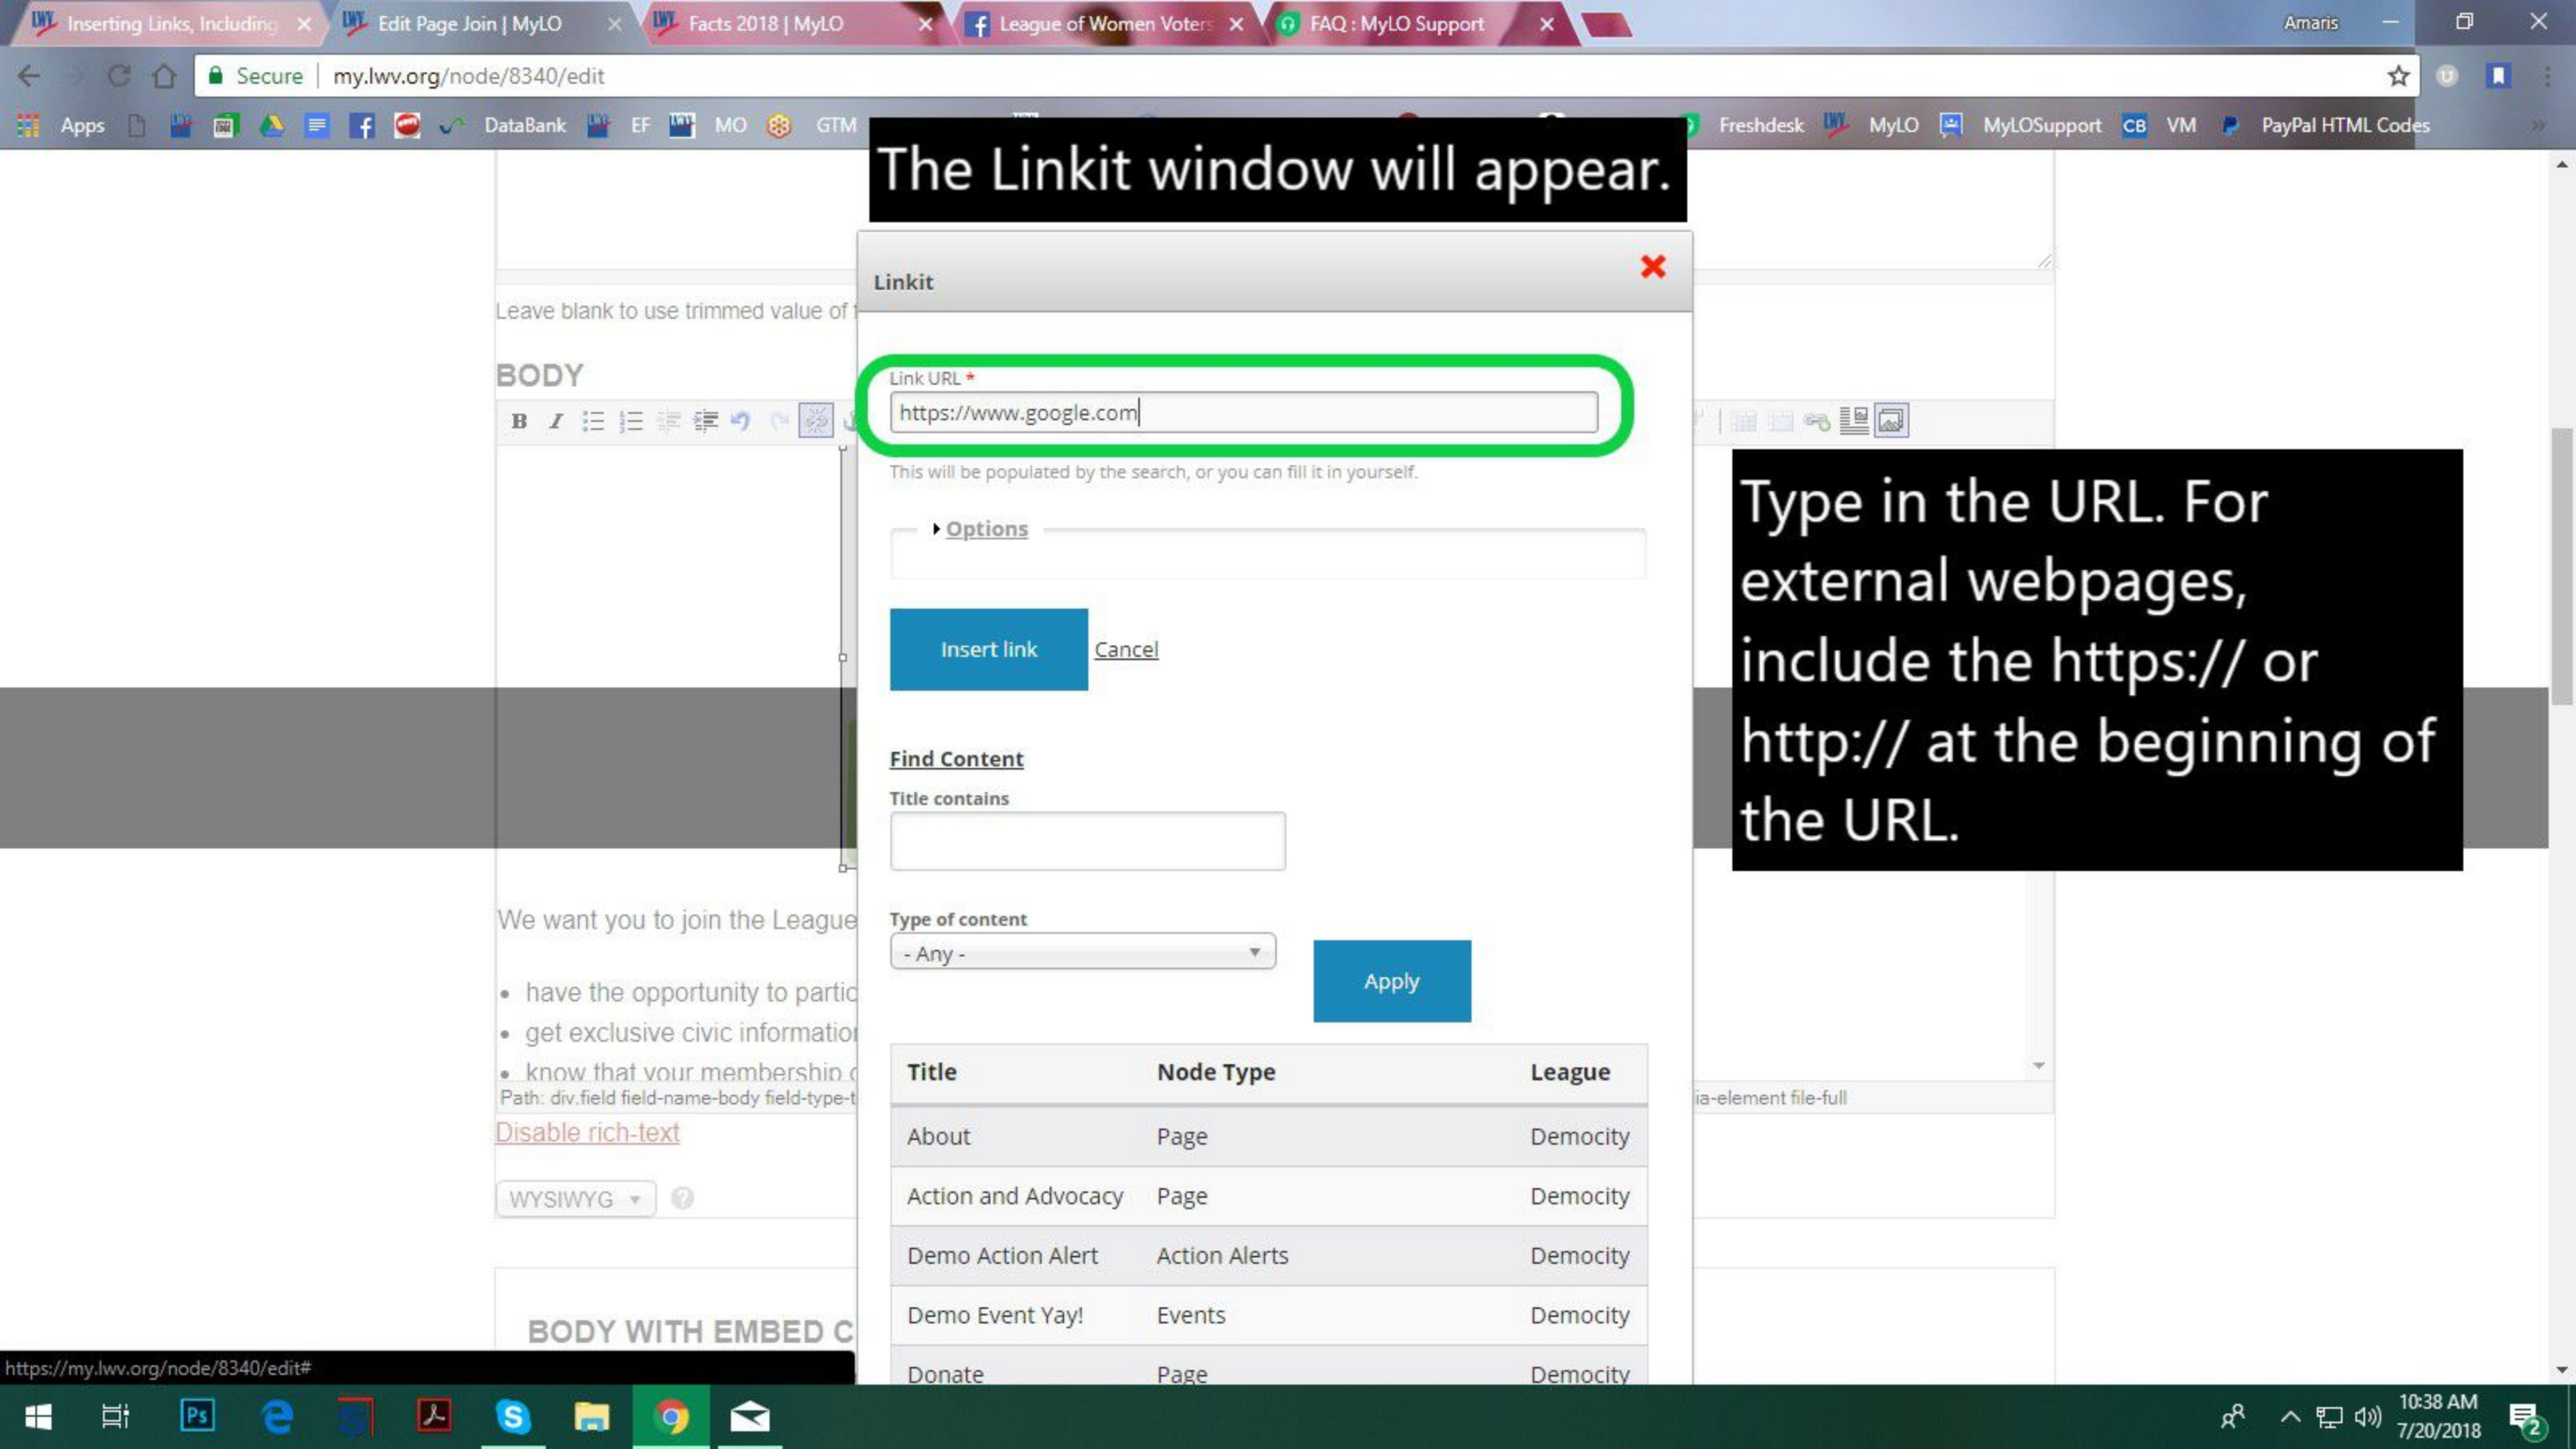 Inserting Links, Including
Edit Page Join | MyLO
Facts 2018 | MyLO
League of Women Voters
FAQ : MyLO Support
Amaris
Secure | my.lwv.org/node/8340/edit
Apps
DataBank
EF
MO
GTM
Freshdesk
MyLO
MyLOSupport
CB
VM
PayPal HTML Codes
The Linkit window will appear.
Linkit
Leave blank to use trimmed value of
BODY
Link URL *
https://www.google.com
This will be populated by the search, or you can fill it in yourself.
Options
Insert link
Cancel
Type in the URL. For
external webpages,
include the https:// or
http:// at the beginning of
the URL.
Find Content
Title contains
We want you to join the League
Type of content
- Any -
Apply
have the opportunity to partic
get exclusive civic information
know that your membership
Path: div.field field-name-body field-type-t
ia-element file-full
Disable rich-text
WYSIWYG
Title Node Type League
About Page Democity
Action and Advocacy Page Democity
Demo Action Alert Action Alerts Democity
Demo Event Yay! Events Democity
Donate Page Democity
BODY WITH EMBED C
https://my.lwv.org/node/8340/edit#
Ps
10:38 AM
7/20/2018
2